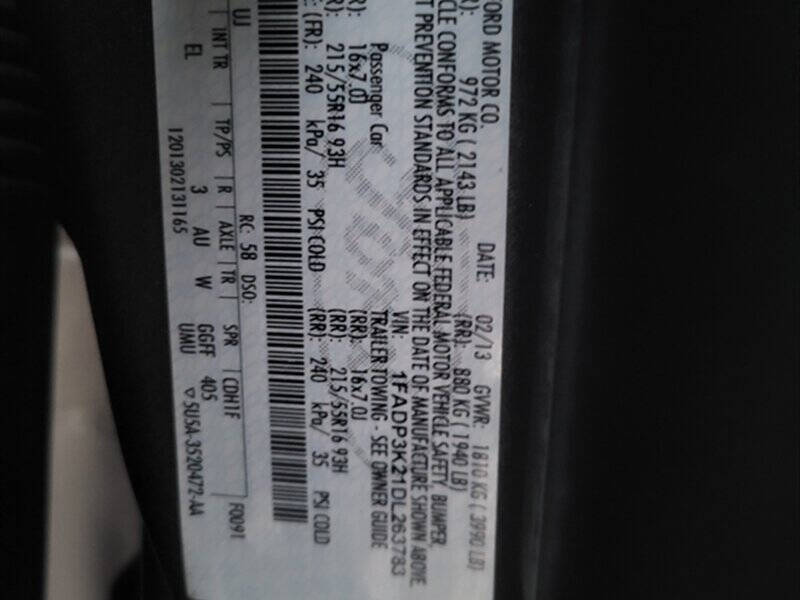 FORD MOTOR CO.
DATE: 02/13 GVWR: 1810 KG ( 3990 LB)
972 KG ( 2143 LB) (RR): 880 KG ( 1940 LB)
CLE CONFORMS TO ALL APPLICABLE FEDERAL MOTOR VEHICLE SAFETY, BUMPER,
T PREVENTION STANDARDS IN EFFECT ON THE DATE OF MANUFACTURE SHOWN ABOVE.
VIN: 1FADP3K21DL263783
Passenger Car TRAILER TOWING - SEE OWNER GUIDE
16x7.0J (RR): 16x7.0J
215/55R16 93H (RR): 215/55R16 93H
(FR): 240 kPa/ 35 PSI COLD (RR): 240 kPa/ 35 PSI COLD
F0091
UJ RC: 58 DSO:
INT TR TP/PS R AXLE TR SPR CDH1F
EL 3 AU W GGFF 405
UMU
1201302131165 ▽ 5U5A-3520472-AA